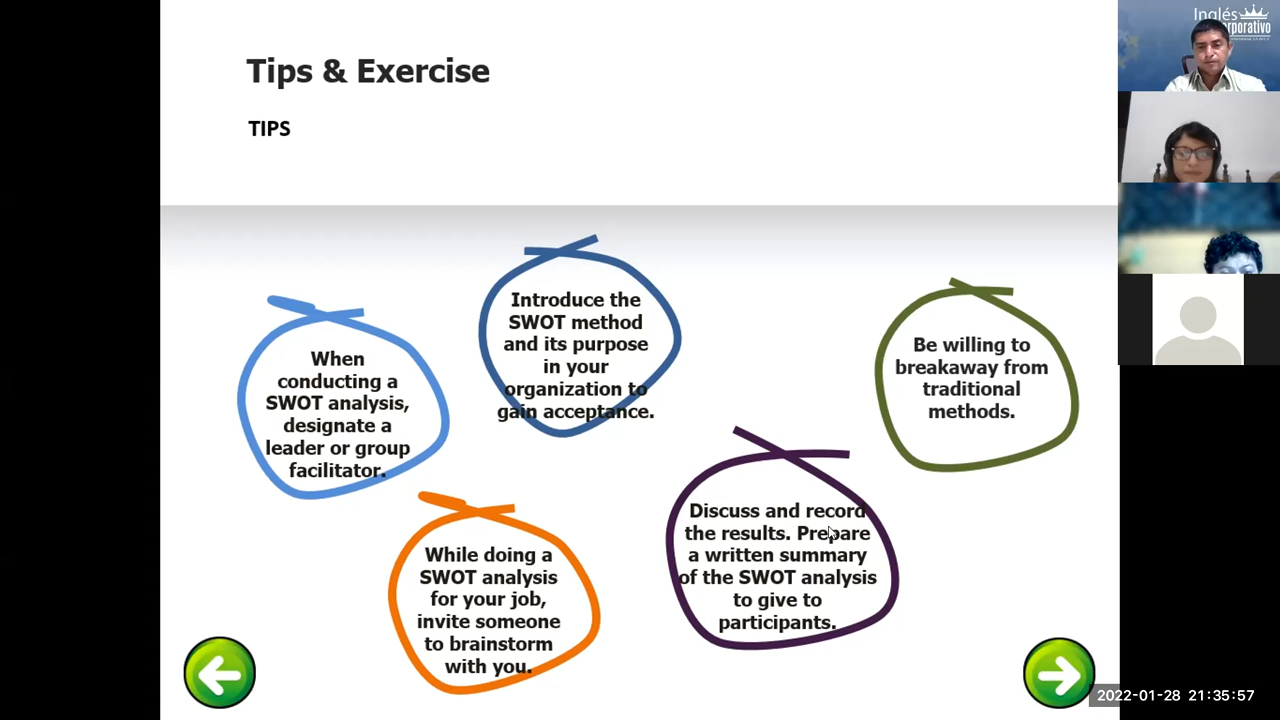 Tips & Exercise
TIPS
When
conducting a
SWOT analysis,
designate a
leader or group
facilitator.
Introduce the
SWOT method
and its purpose
in your
organization to
gain acceptance.
Be willing to
breakaway from
traditional
methods.
While doing a
SWOT analysis
for your job,
invite someone
to brainstorm
with you.
Discuss and record
the results. Prepare
a written summary
of the SWOT analysis
to give to
participants.
Inglés
2022-01-28 21:35:57